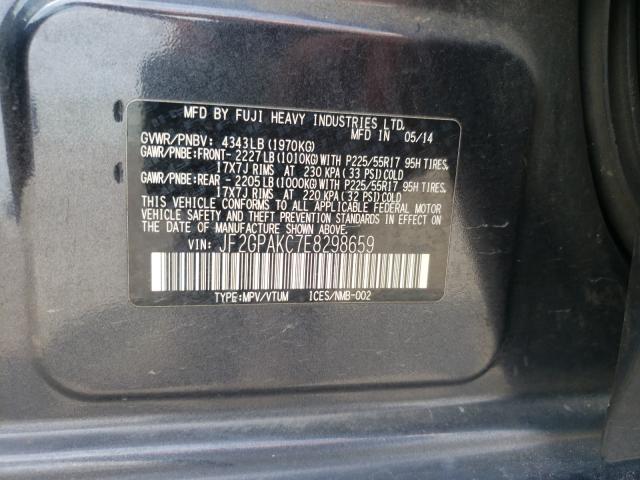 MFD BY FUJI HEAVY INDUSTRIES LTD.
MFD IN 05/14
GVWR/PNBV: 4343LB(1970KG)
GAWR/PNBE:FRONT-2227LB(1010KG)WITH P225/55R17 95H TIRES,
17X7J RIMS AT 230 KPA(33 PSI)COLD
GAWR/PNBE:REAR -2205LB(1000KG)WITH P225/55R17 95H TIRES,
17X7J RIMS AT 220 KPA(32 PSI)COLD
THIS VEHICLE CONFORMS TO ALL APPLICABLE FEDERAL MOTOR
VEHICLE SAFETY AND THEFT PREVENTION STANDARDS IN EFFECT
ON THE DATE OF MANUFACTURE SHOWN ABOVE.
VIN: JF2GPAKC7E8298659
TYPE:MPV/VTUM 1CES/NMB-002